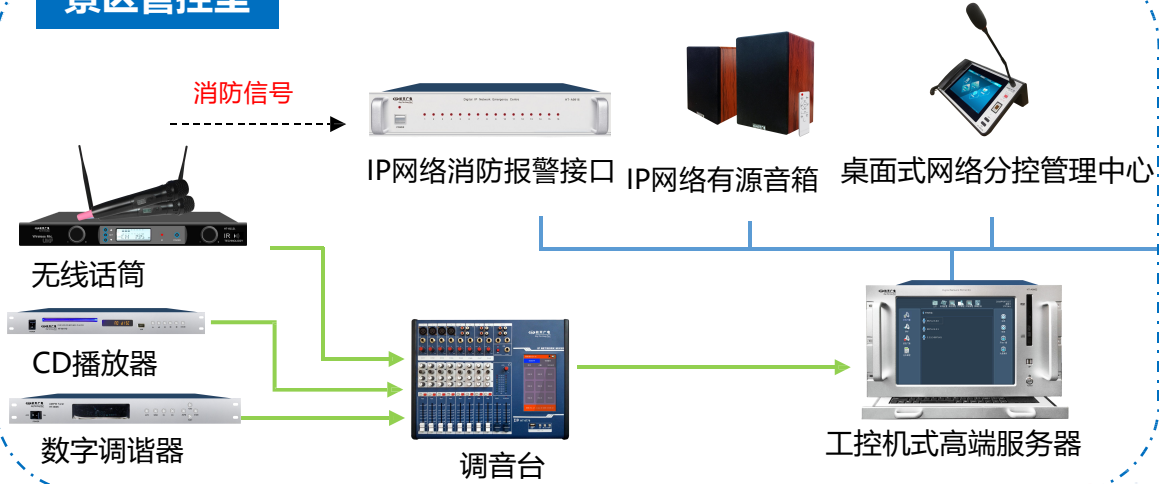 景区管控室
消防信号
IP网络消防报警接口
IP网络有源音箱
桌面式网络分控管理中心
无线话筒
CD播放器
数字调谐器
调音台
工控机式高端服务器